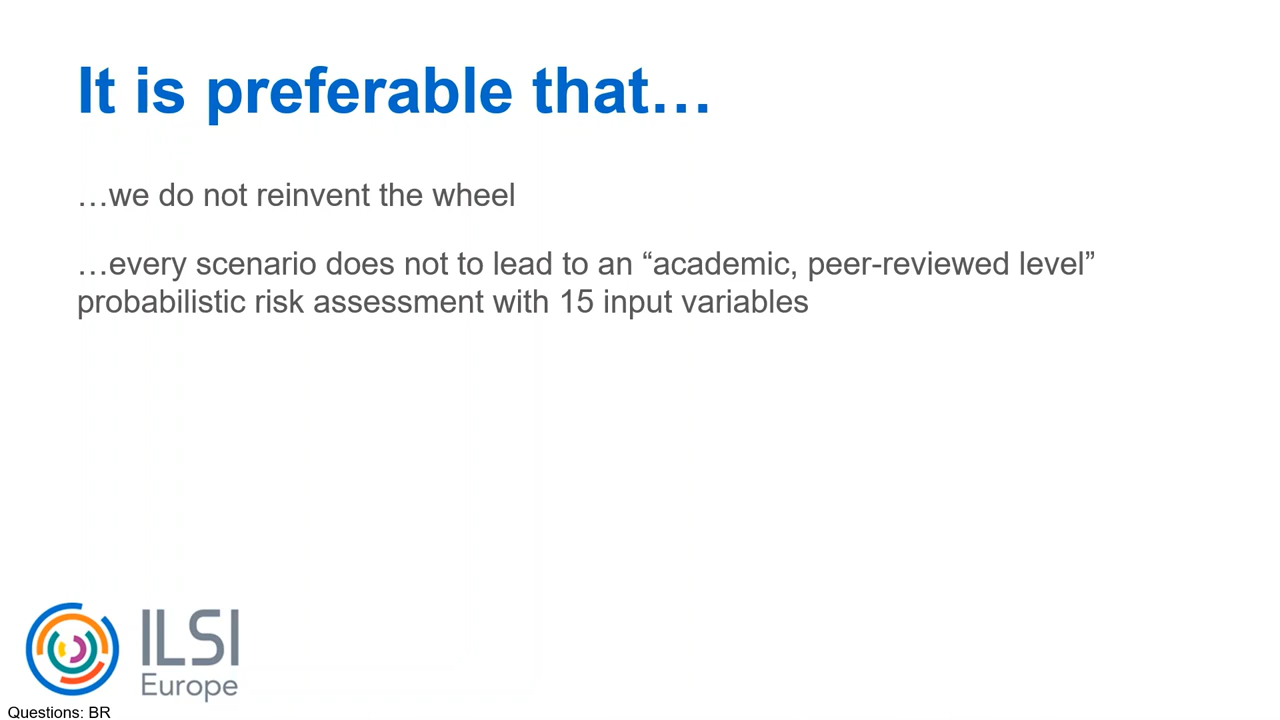 It is preferable that…
…we do not reinvent the wheel
…every scenario does not to lead to an “academic, peer-reviewed level”
probabilistic risk assessment with 15 input variables
ILSI
Europe
Questions: BR